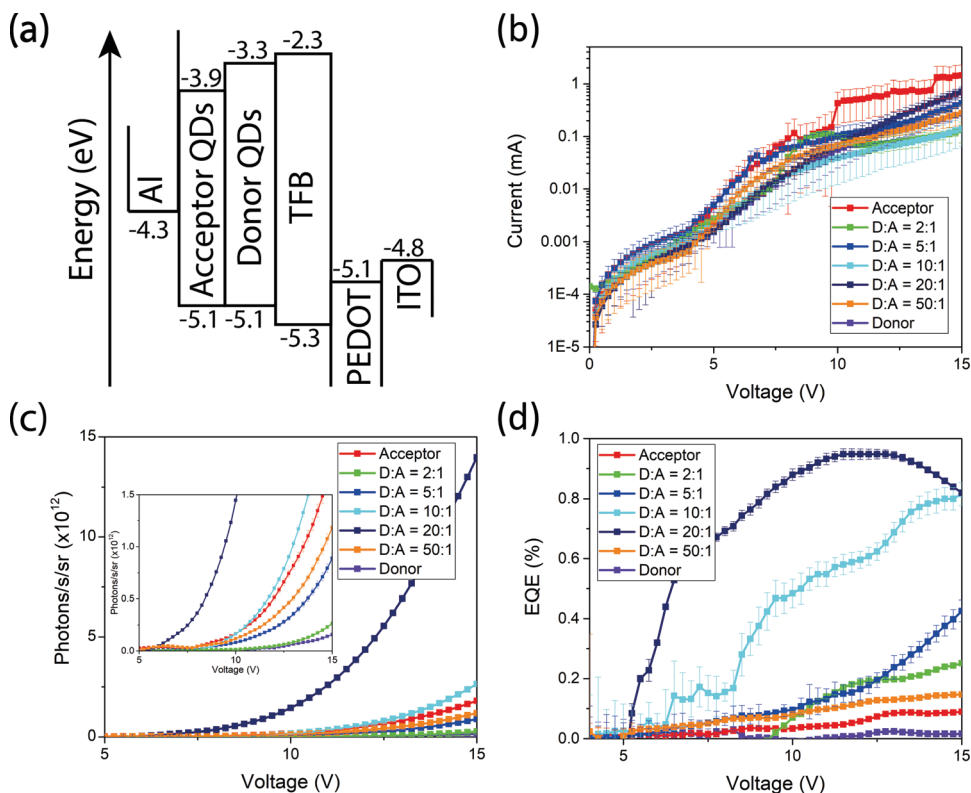 (a)
Energy (eV)
Al
-4.3
-3.9
Acceptor QDs
-5.1
-3.3
Donor QDs
-5.1
-2.3
TFB
-5.3
-5.1
PEDOT
-4.8
ITO
(b)
Current (mA)
1
0.1
0.01
0.001
1E-4
1E-5
0
5
10
15
Voltage (V)
Acceptor
D:A = 2:1
D:A = 5:1
D:A = 10:1
D:A = 20:1
D:A = 50:1
Donor
(c)
Photons/s/sr (x10¹²)
15
10
5
0
5
10
15
Voltage (V)
Acceptor
D:A = 2:1
D:A = 5:1
D:A = 10:1
D:A = 20:1
D:A = 50:1
Donor
Photons/s/sr (x10¹²)
1.5
1.0
0.5
0.0
5
10
15
Voltage (V)
(d)
EQE (%)
1.0
0.8
0.6
0.4
0.2
0.0
5
10
15
Voltage (V)
Acceptor
D:A = 2:1
D:A = 5:1
D:A = 10:1
D:A = 20:1
D:A = 50:1
Donor